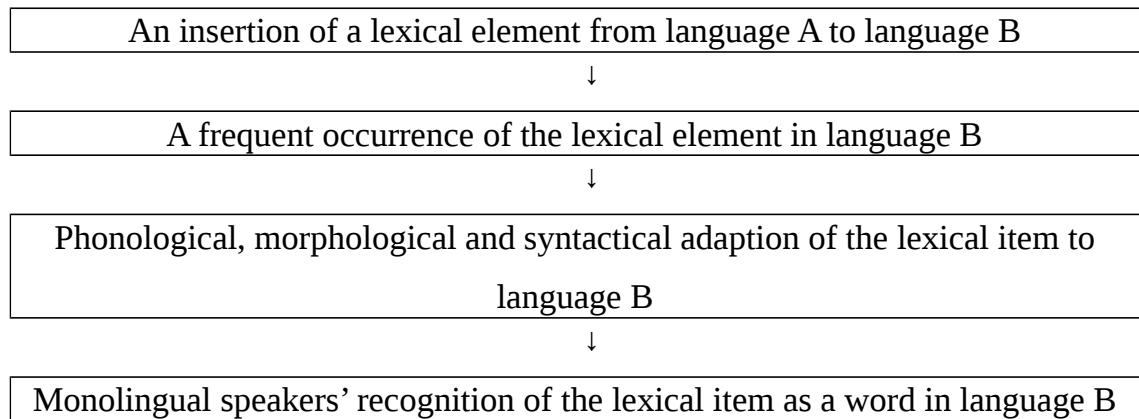 An insertion of a lexical element from language A to language B
↓
A frequent occurrence of the lexical element in language B
↓
Phonological, morphological and syntactical adaption of the lexical item to
language B
↓
Monolingual speakers’ recognition of the lexical item as a word in language B